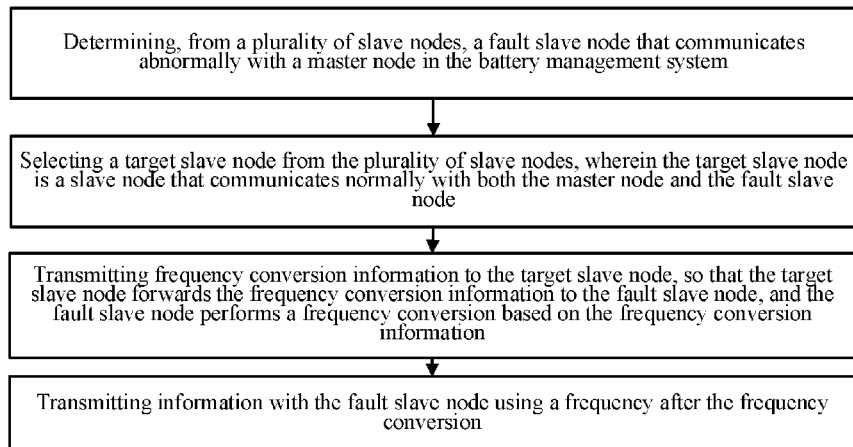 Determining, from a plurality of slave nodes, a fault slave node that communicates
abnormally with a master node in the battery management system
Selecting a target slave node from the plurality of slave nodes, wherein the target slave node
is a slave node that communicates normally with both the master node and the fault slave
node
Transmitting frequency conversion information to the target slave node, so that the target
slave node forwards the frequency conversion information to the fault slave node, and the
fault slave node performs a frequency conversion based on the frequency conversion
information
Transmitting information with the fault slave node using a frequency after the frequency
conversion